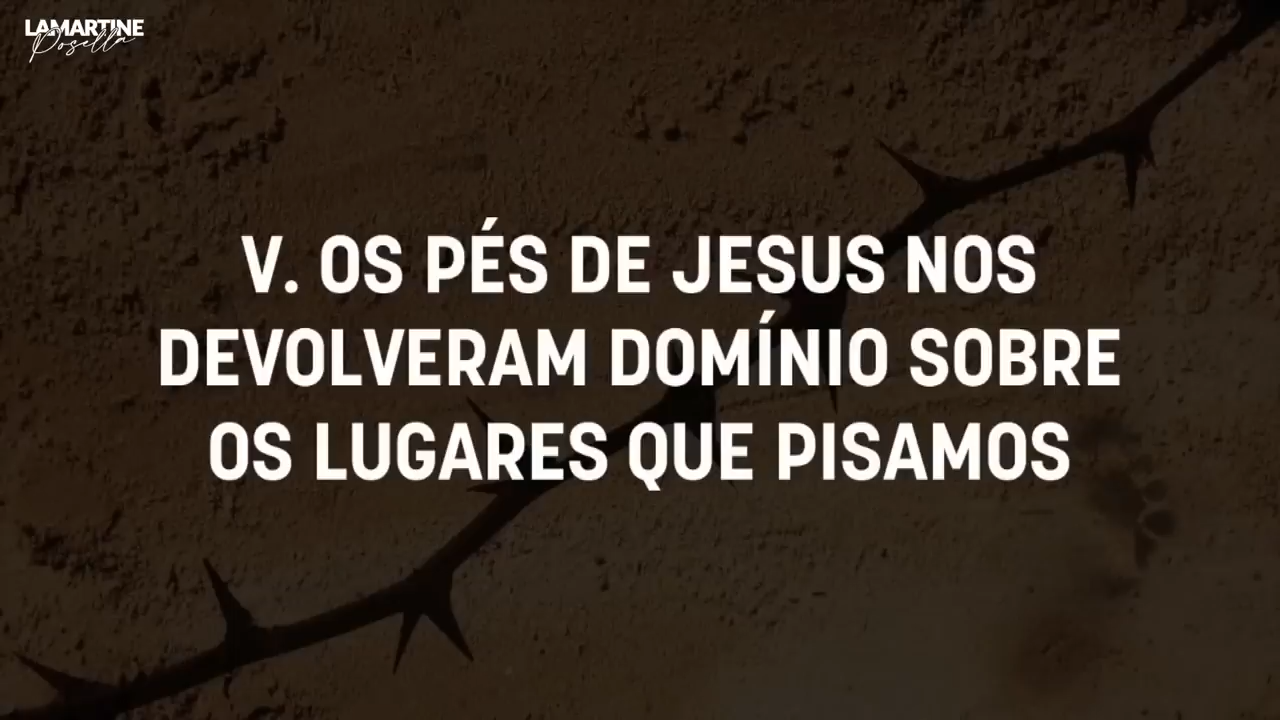 LAMARTINE
Posella
V. OS PÉS DE JESUS NOS
DEVOLVERAM DOMÍNIO SOBRE
OS LUGARES QUE PISAMOS